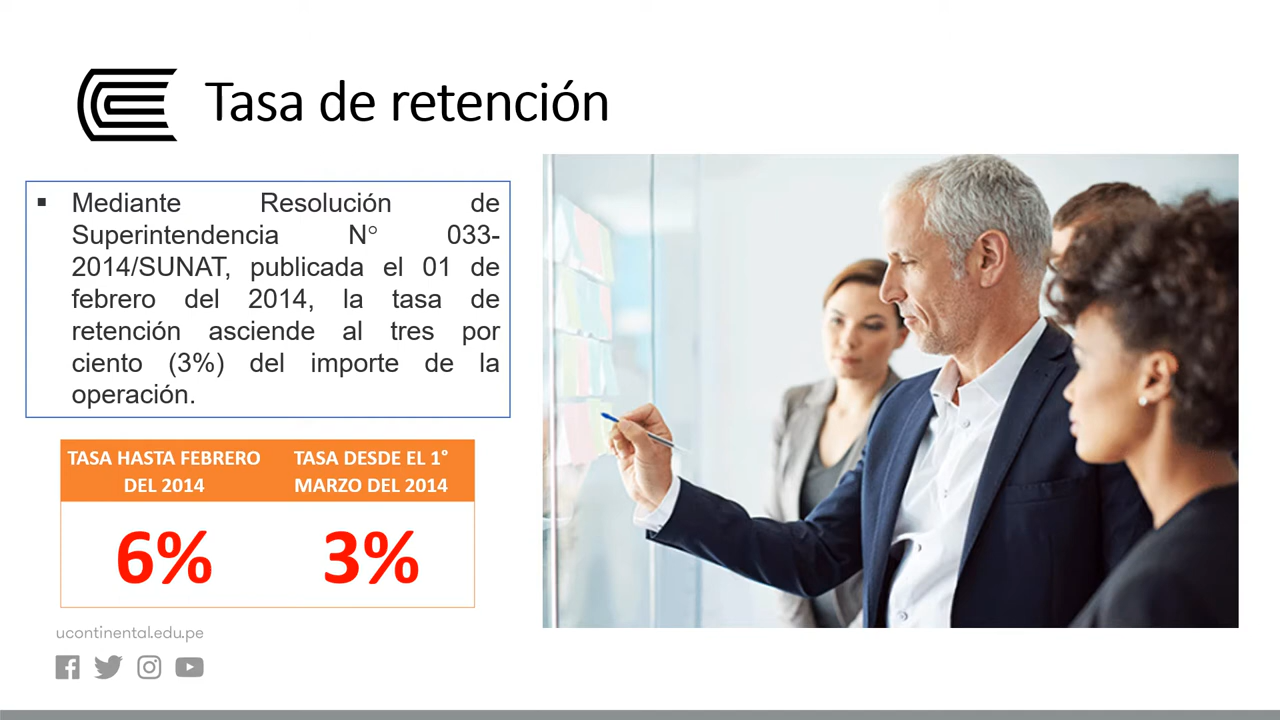 Tasa de retención
▪ Mediante Resolución de
Superintendencia N° 033-
2014/SUNAT, publicada el 01 de
febrero del 2014, la tasa de
retención asciende al tres por
ciento (3%) del importe de la
operación.
TASA HASTA FEBRERO
DEL 2014
TASA DESDE EL 1°
MARZO DEL 2014
6%
3%
ucontinental.edu.pe